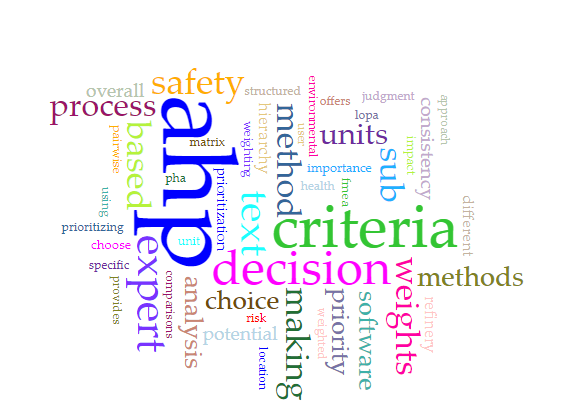 overall
safety
structured
environmental
offers
judgment
approach
process
ahp
hierarchy
method
user
lopa
consistency
based
pairwise
matrix
weighting
units
impact
using
pha
prioritization
importance
sub
health
fmea
prioritizing
text
criteria
different
choose
expert
unit
decision
specific
methods
provides
comparisons
analysis
choice
making
weights
risk
priority
software
refinery
potential
weighted
location